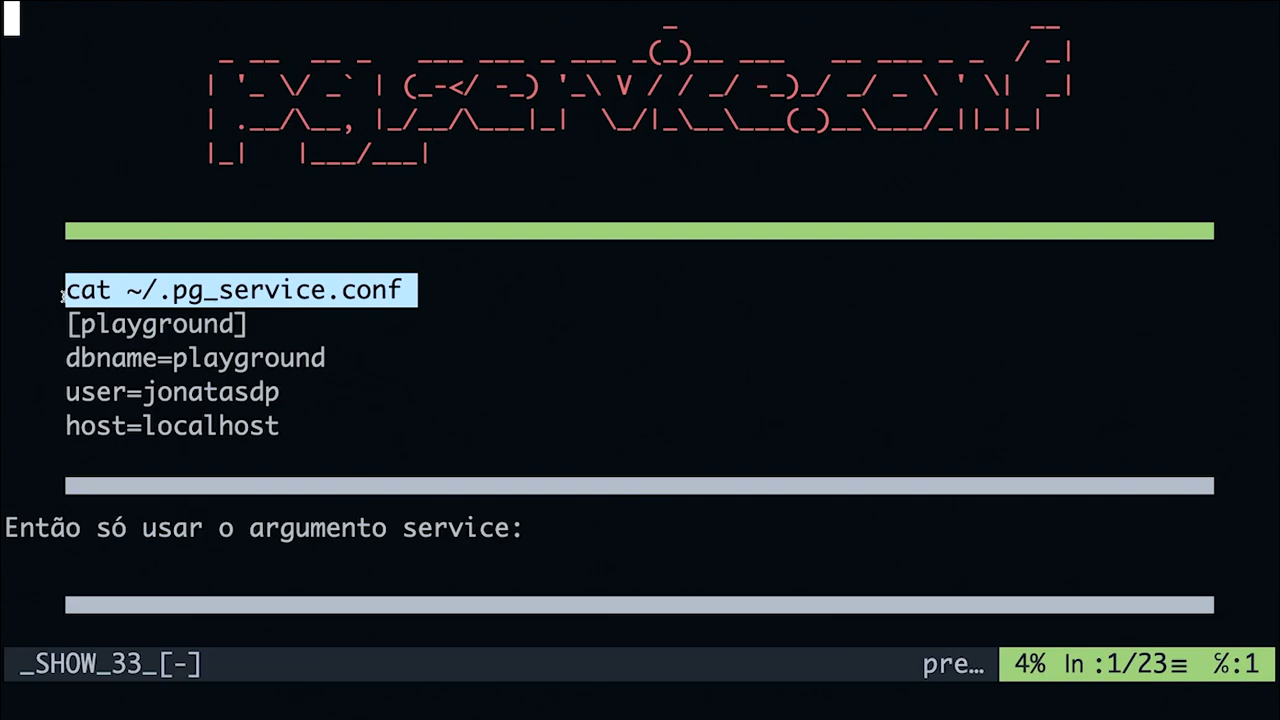 pg_service.conf
cat ~/.pg_service.conf
[playground]
dbname=playground
user=jonatasdp
host=localhost
Então só usar o argumento service:
_SHOW_33_[-]
pre… 4% ln :1/23≡ ℅:1